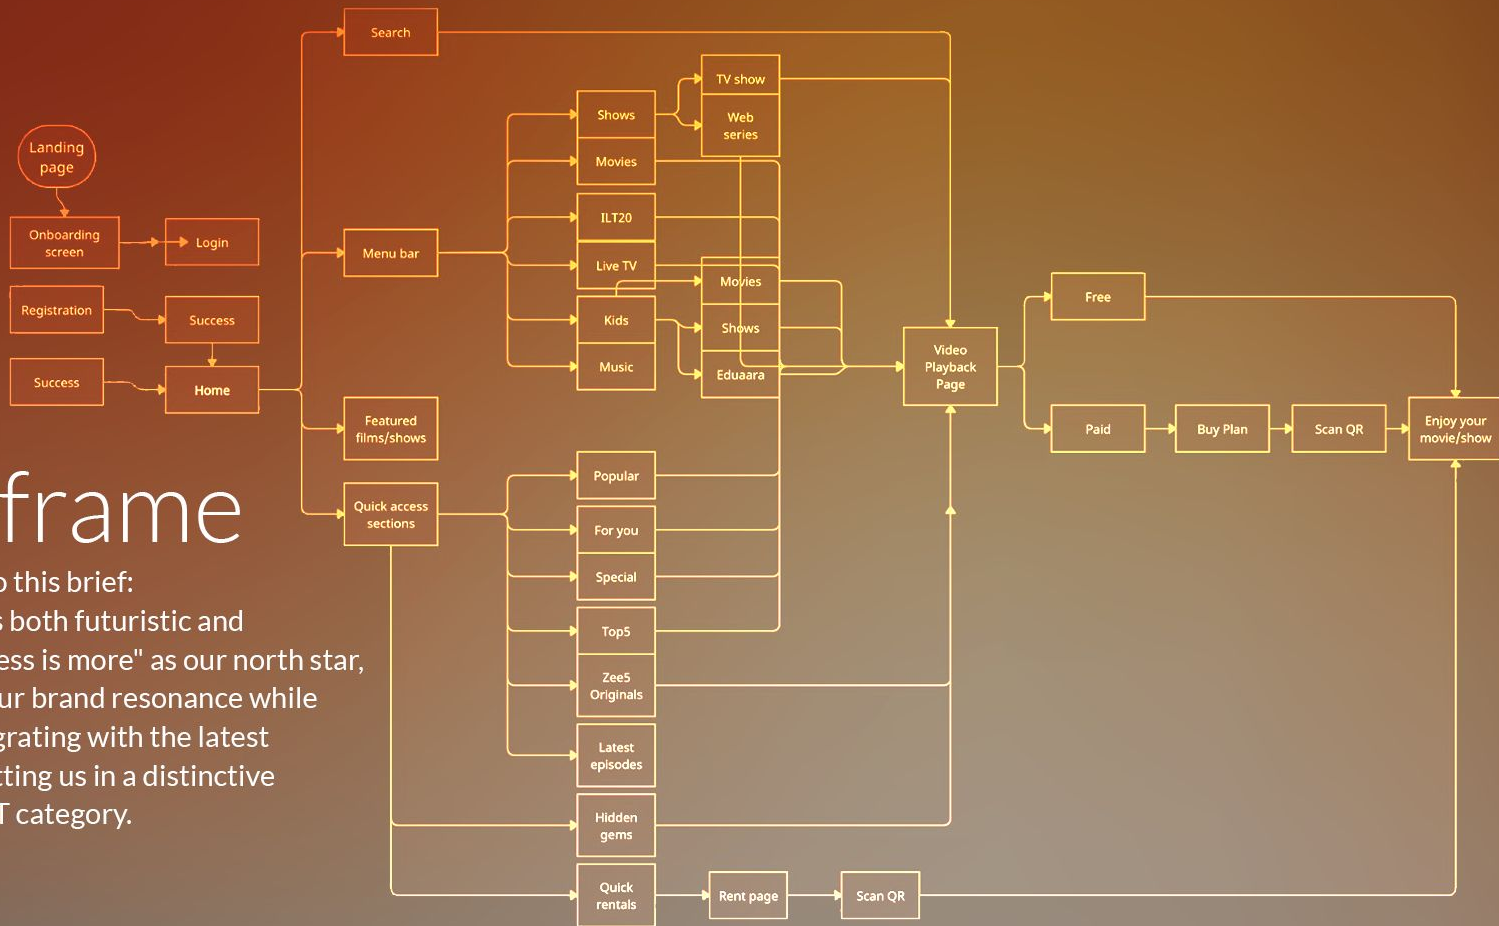 Search
TV show
Shows
Web
series
Landing
page
Movies
ILT20
Onboarding
screen
Login
Menu bar
Live TV
Movies
Registration
Success
Kids
Shows
Free
Success
Home
Music
Eduaara
Video
Playback
Page
Featured
films/shows
Paid
Buy Plan
Scan QR
Enjoy your
movie/show
Popular
Quick access
sections
For you
Special
Top5
Zee5
Originals
Latest
episodes
Hidden
gems
Quick
rentals
Rent page
Scan QR
frame
this brief:
both futuristic and
is more" as our north star,
brand resonance while
with the latest
us in a distinctive
category.